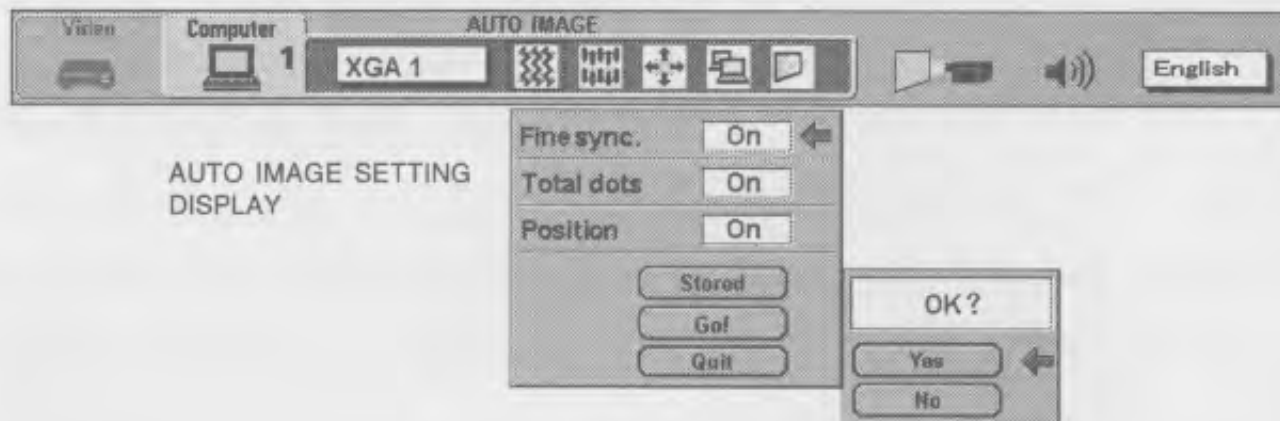 AUTO IMAGE
Video
Computer
1
XGA 1
English
AUTO IMAGE SETTING
DISPLAY
Fine sync.
On
Total dots
On
Position
On
Stored
Go!
Quit
OK?
Yes
No